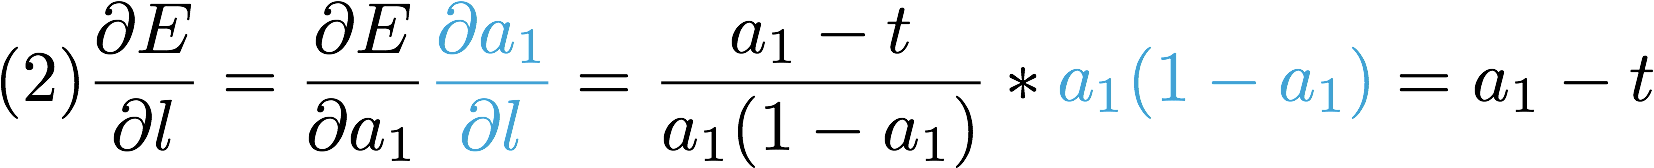 (2) ∂E/∂l = ∂E/∂a₁ ∂a₁/∂l = (a₁ − t)/(a₁(1 − a₁)) * a₁(1 − a₁) = a₁ − t